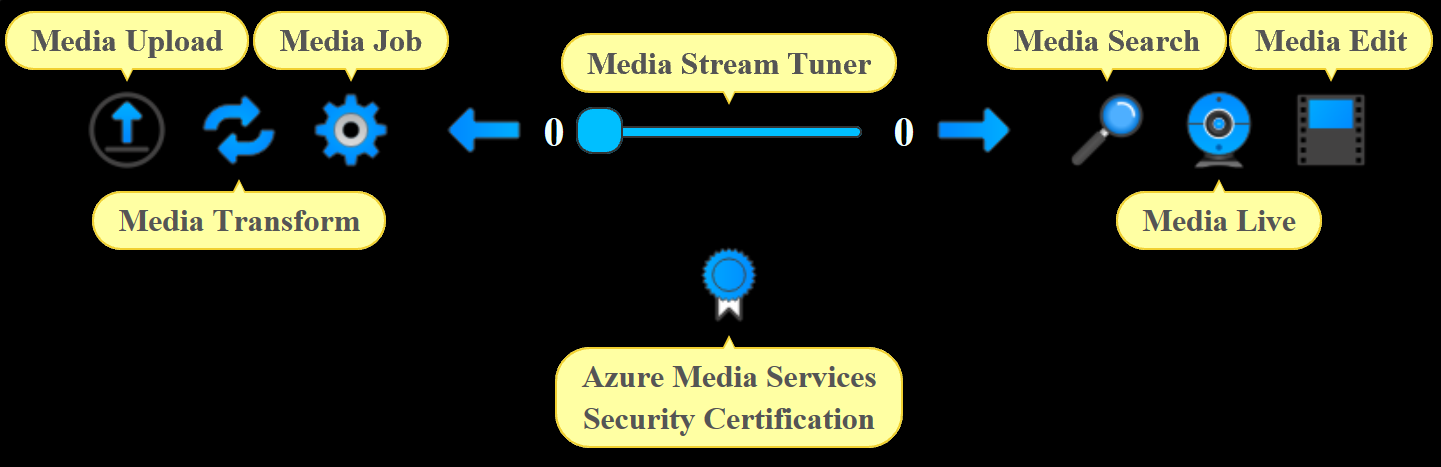 Media Upload
Media Job
Media Stream Tuner
Media Search
Media Edit
0
0
Media Transform
Media Live
Azure Media Services
Security Certification